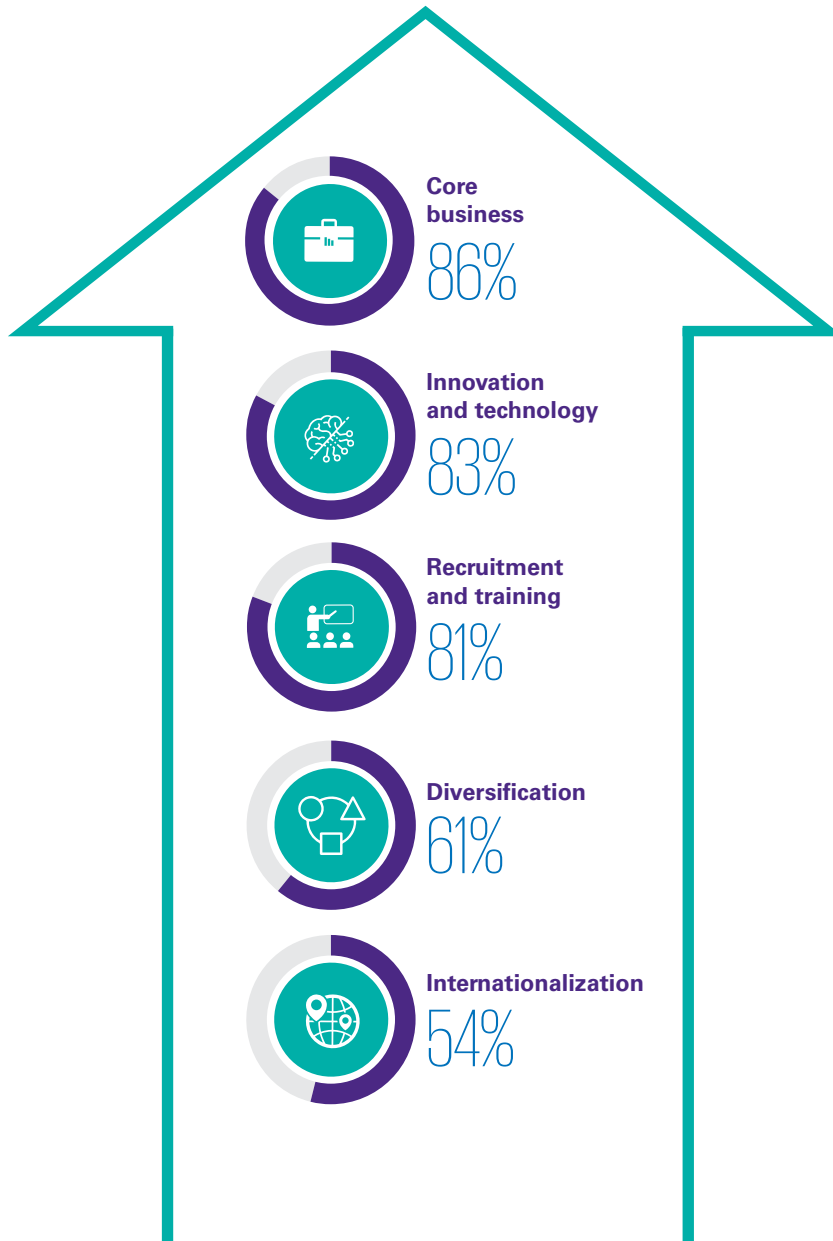 Core
business
86%
Innovation
and technology
83%
Recruitment
and training
81%
Diversification
61%
Internationalization
54%